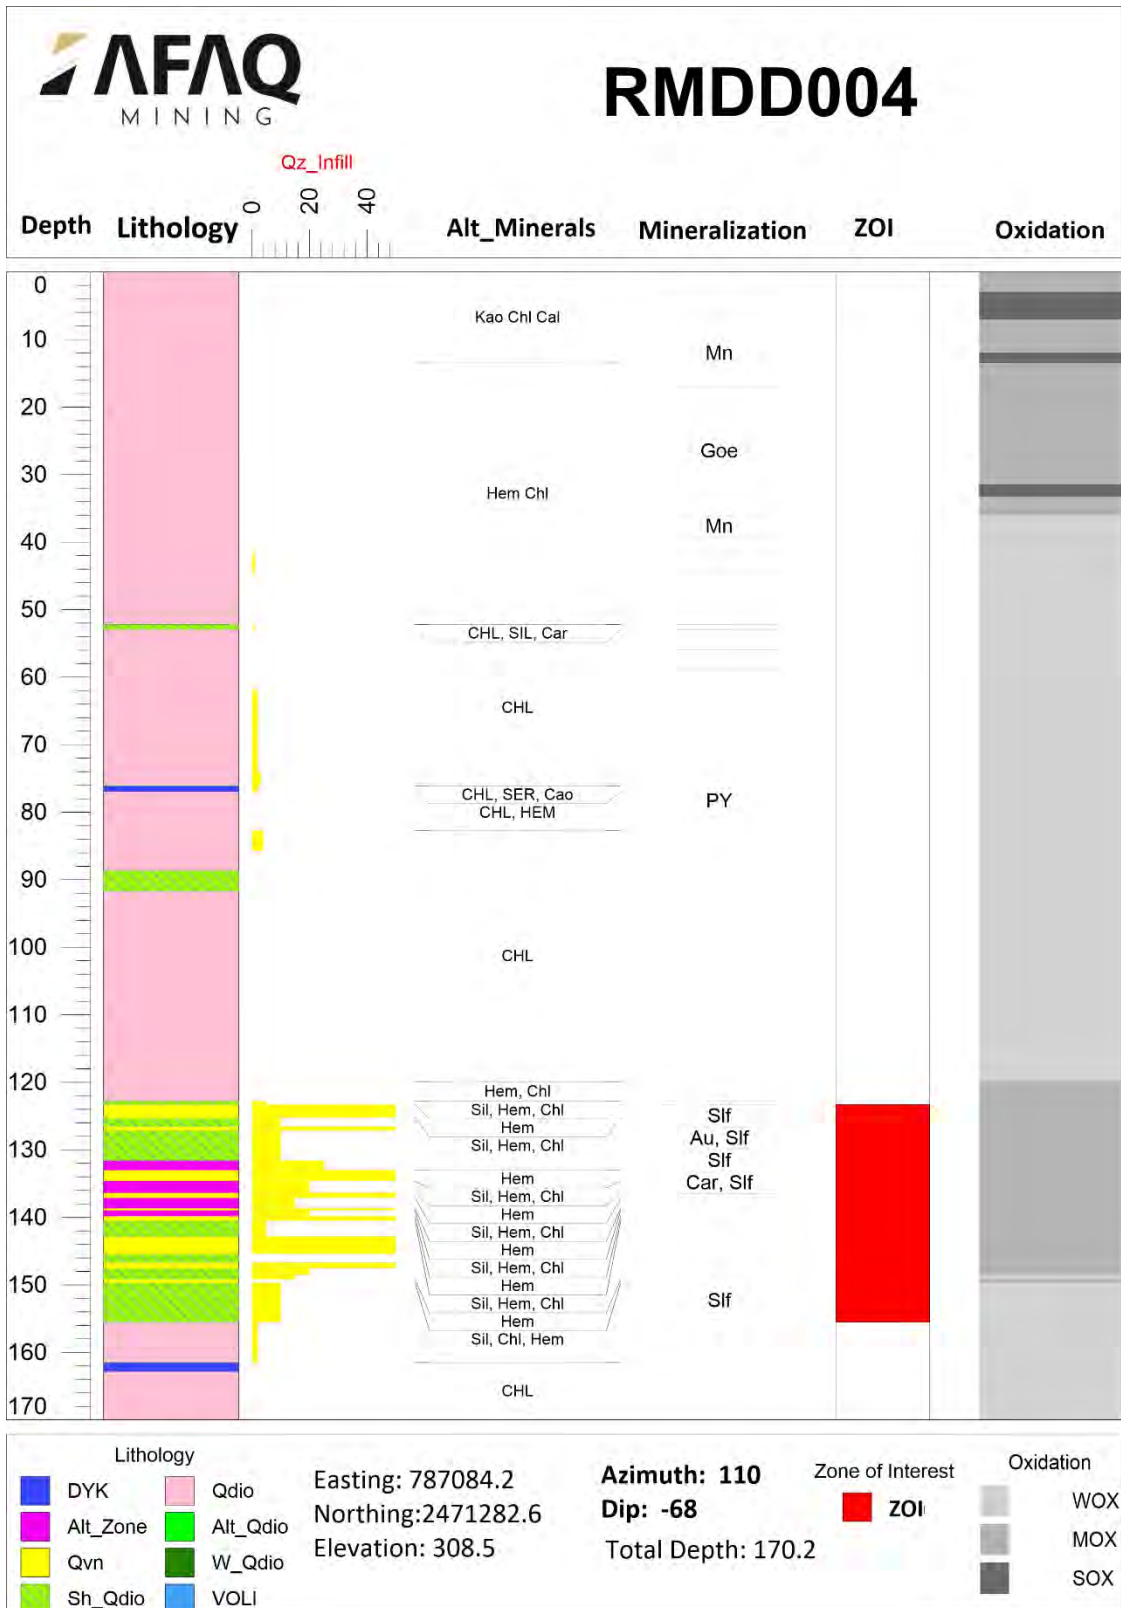 AFAQ
MINING
RMDD004
Qz_Infill
0 20 40
Depth Lithology Alt_Minerals Mineralization ZOI Oxidation
0
Kao Chl Cal
10
Mn
20
Goe
30
Hem Chl
Mn
40
50
CHL, SIL, Car
60
CHL
70
CHL, SER, Cao
PY
80
CHL, HEM
90
100
CHL
110
120
Hem, Chl
Sil, Hem, Chl
Slf
Hem
Au, Slf
130
Sil, Hem, Chl
Slf
Hem
Car, Slf
Sil, Hem, Chl
140
Hem
Sil, Hem, Chl
Hem
Sil, Hem, Chl
150
Hem
Slf
Sil, Hem, Chl
Hem
Sil, Chl, Hem
160
CHL
170
Lithology
DYK Qdio
Alt_Zone Alt_Qdio
Qvn W_Qdio
Sh_Qdio VOLI
Easting: 787084.2
Northing:2471282.6
Elevation: 308.5
Azimuth: 110
Dip: -68
Total Depth: 170.2
Zone of Interest
ZOI
Oxidation
WOX
MOX
SOX